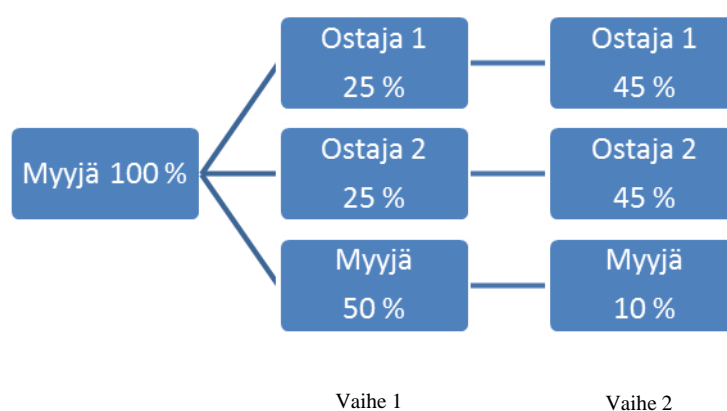 Myyjä 100 %
Ostaja 1
25 %
Ostaja 2
25 %
Myyjä
50 %
Ostaja 1
45 %
Ostaja 2
45 %
Myyjä
10 %
Vaihe 1
Vaihe 2